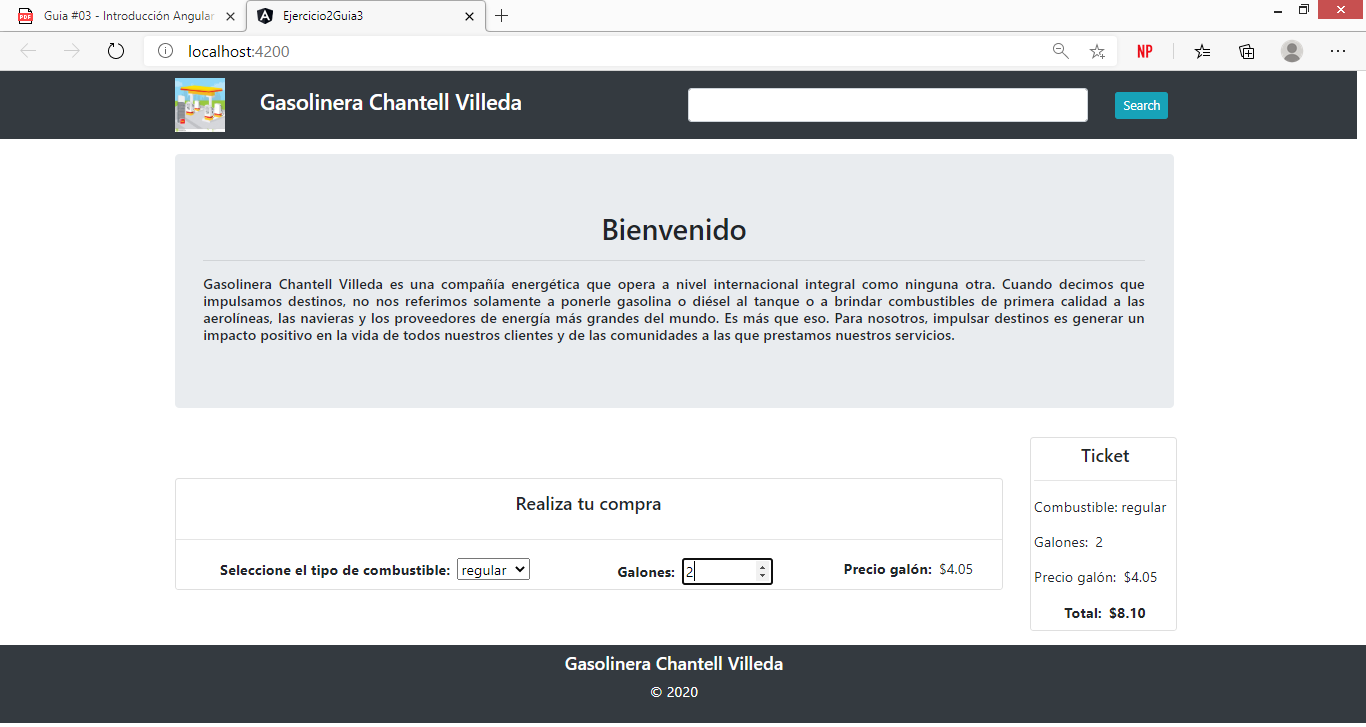 Guia #03 - Introducción Angular
Ejercicio2Guia3
localhost:4200
NP
Gasolinera Chantell Villeda
Search
Bienvenido
Gasolinera Chantell Villeda es una compañía energética que opera a nivel internacional integral como ninguna otra. Cuando decimos que
impulsamos destinos, no nos referimos solamente a ponerle gasolina o diésel al tanque o a brindar combustibles de primera calidad a las
aerolíneas, las navieras y los proveedores de energía más grandes del mundo. Es más que eso. Para nosotros, impulsar destinos es generar un
impacto positivo en la vida de todos nuestros clientes y de las comunidades a las que prestamos nuestros servicios.
Realiza tu compra
Seleccione el tipo de combustible: regular
Galones: 2
Precio galón: $4.05
Ticket
Combustible: regular
Galones: 2
Precio galón: $4.05
Total: $8.10
Gasolinera Chantell Villeda
© 2020